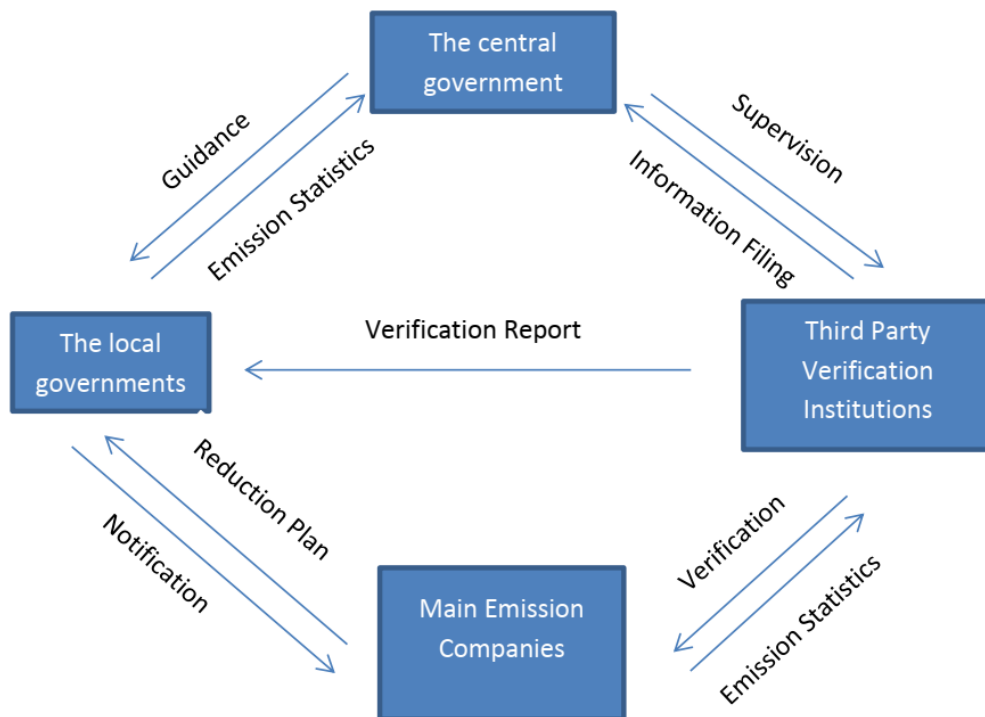 The central
government
Guidance
Emission Statistics
Supervision
Information Filing
The local
governments
Verification Report
Third Party
Verification
Institutions
Reduction Plan
Notification
Main Emission
Companies
Verification
Emission Statistics